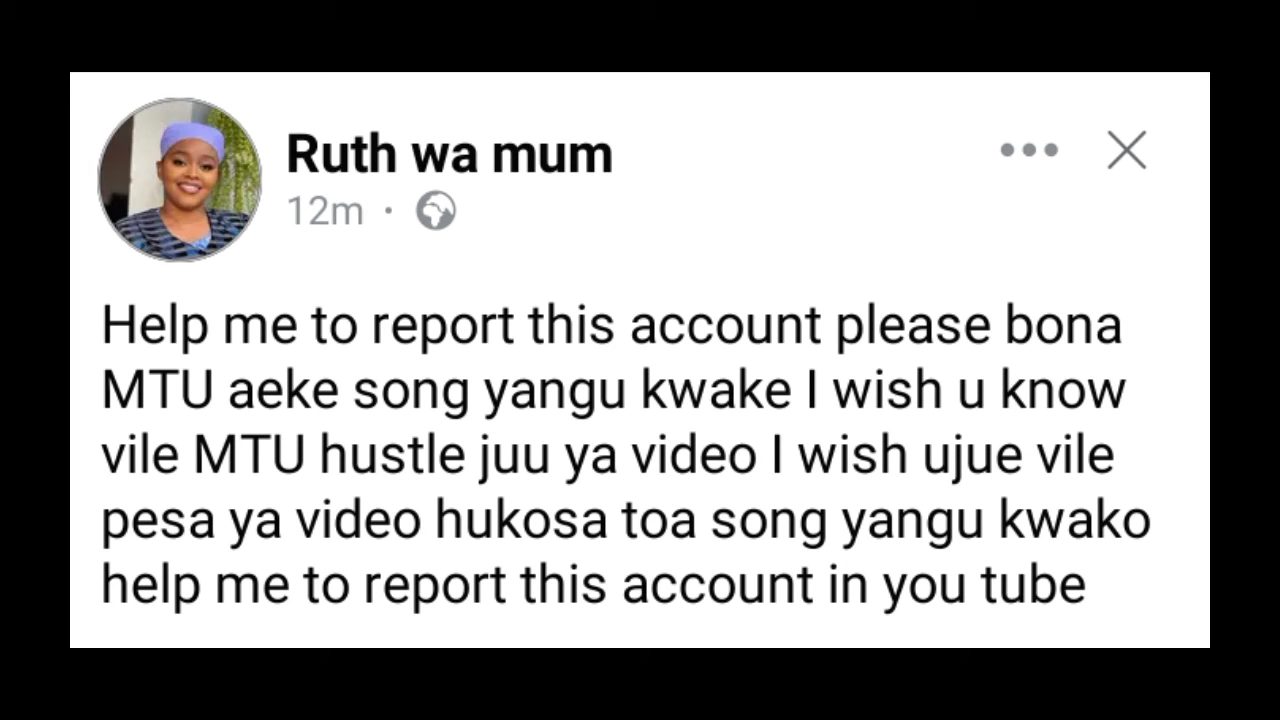 Ruth wa mum
12m ·
Help me to report this account please bona
MTU aeke song yangu kwake I wish u know
vile MTU hustle juu ya video I wish ujue vile
pesa ya video hukosa toa song yangu kwako
help me to report this account in you tube